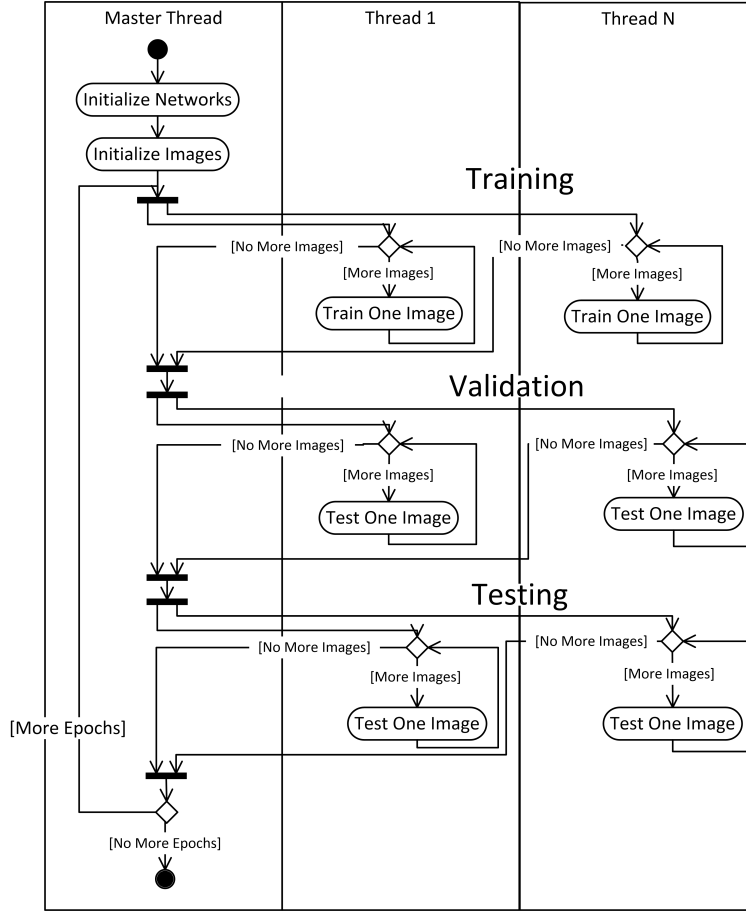 Master Thread
Thread 1
Thread N
Initialize Networks
Initialize Images
Training
[No More Images]
[No More Images]
[More Images]
[More Images]
Train One Image
Train One Image
Validation
[No More Images]
[No More Images]
[More Images]
[More Images]
Test One Image
Test One Image
Testing
[No More Images]
[No More Images]
[More Images]
[More Images]
Test One Image
Test One Image
[More Epochs]
[No More Epochs]